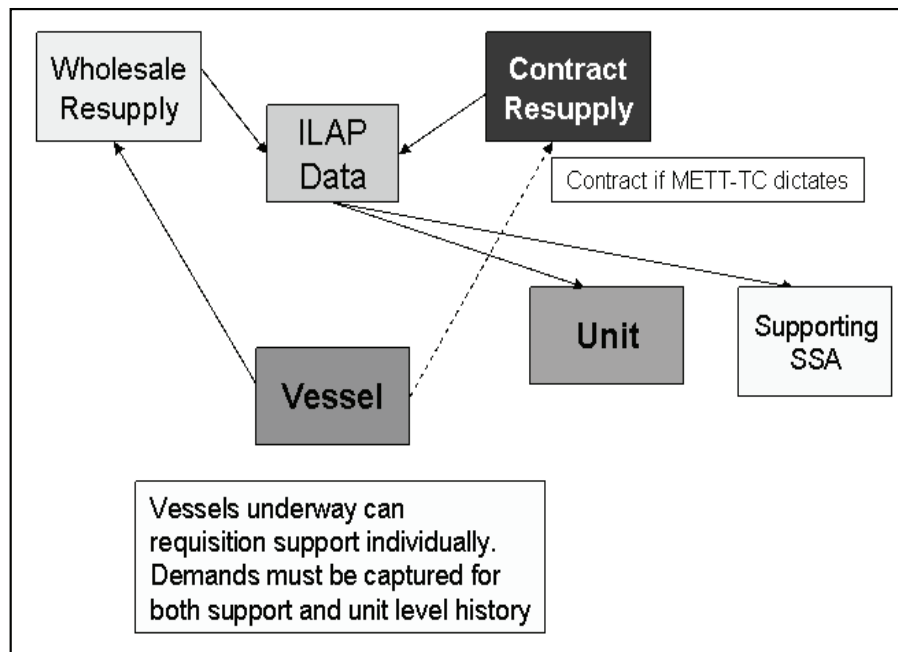 Wholesale
Resupply
Contract
Resupply
ILAP
Data
Contract if METT-TC dictates
Unit
Supporting
SSA
Vessel
Vessels underway can
requisition support individually.
Demands must be captured for
both support and unit level history